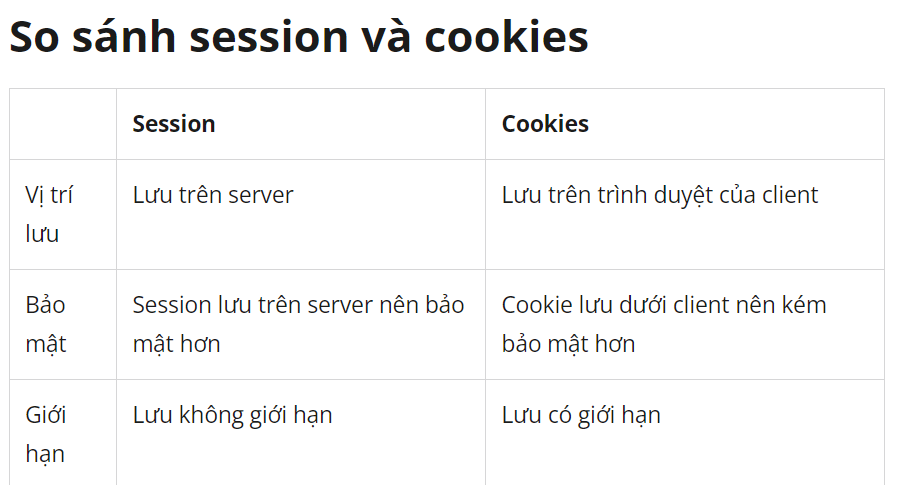 So sánh session và cookies
Session
Cookies
Vị trí
lưu
Lưu trên server
Lưu trên trình duyệt của client
Bảo
mật
Session lưu trên server nên bảo
mật hơn
Cookie lưu dưới client nên kém
bảo mật hơn
Giới
hạn
Lưu không giới hạn
Lưu có giới hạn